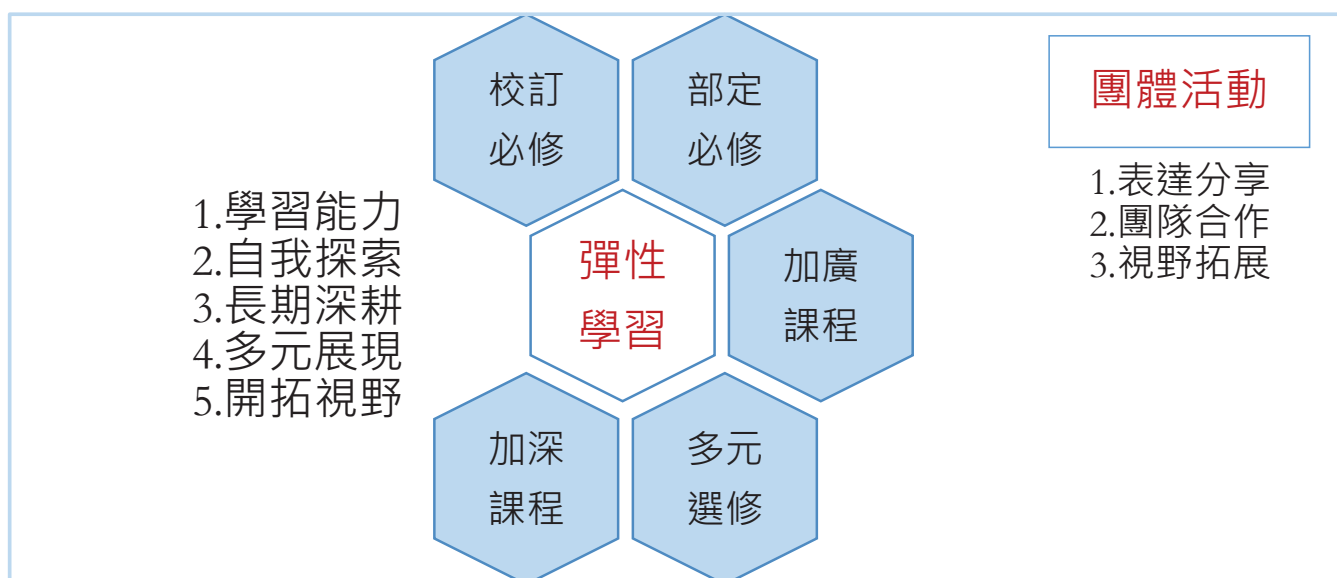 校訂
必修
部定
必修
團體活動
1.表達分享
2.團隊合作
3.視野拓展
1.學習能力
2.自我探索
3.長期深耕
4.多元展現
5.開拓視野
彈性
學習
加廣
課程
加深
課程
多元
選修